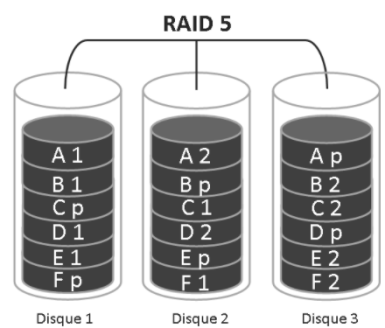 RAID 5
A 1 A 2 A p
B 1 B p B 2
C p C 1 C 2
D 1 D 2 D p
E 1 E p E 2
F p F 1 F 2
Disque 1 Disque 2 Disque 3